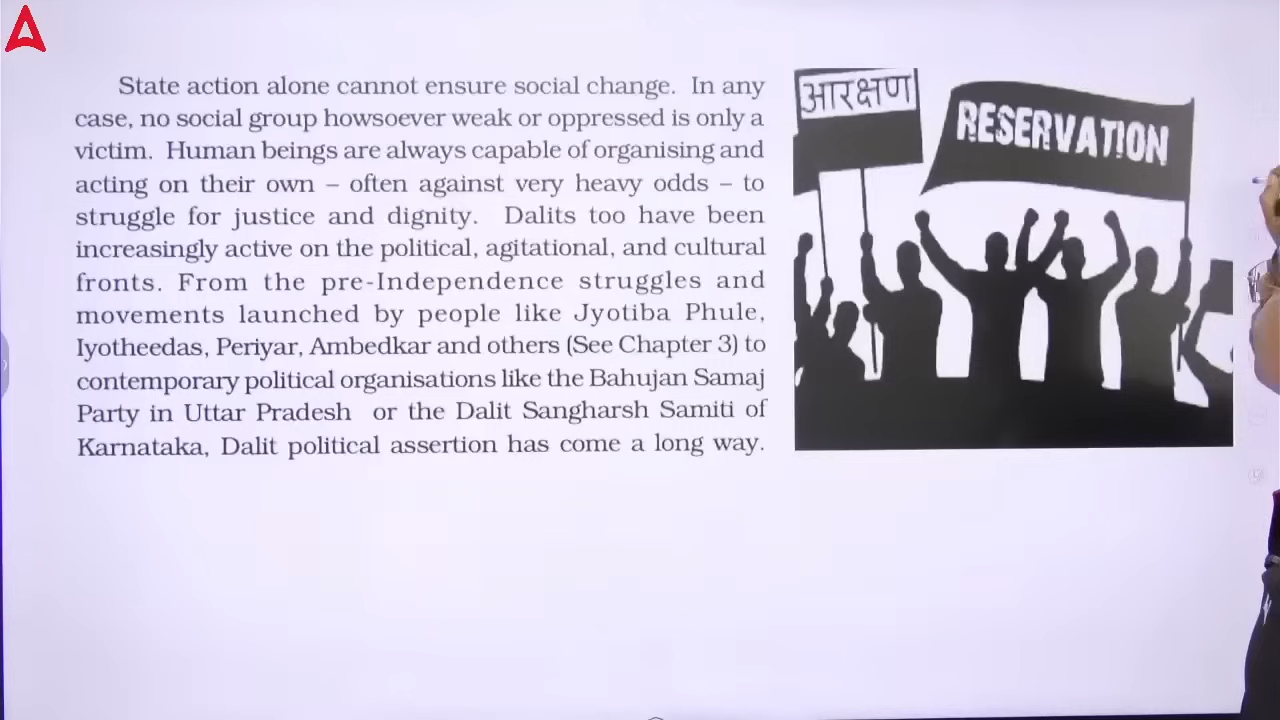 State action alone cannot ensure social change. In any
case, no social group howsoever weak or oppressed is only a
victim. Human beings are always capable of organising and
acting on their own – often against very heavy odds – to
struggle for justice and dignity. Dalits too have been
increasingly active on the political, agitational, and cultural
fronts. From the pre-Independence struggles and
movements launched by people like Jyotiba Phule,
Iyotheedas, Periyar, Ambedkar and others (See Chapter 3) to
contemporary political organisations like the Bahujan Samaj
Party in Uttar Pradesh or the Dalit Sangharsh Samiti of
Karnataka, Dalit political assertion has come a long way.
आरक्षण
RESERVATION